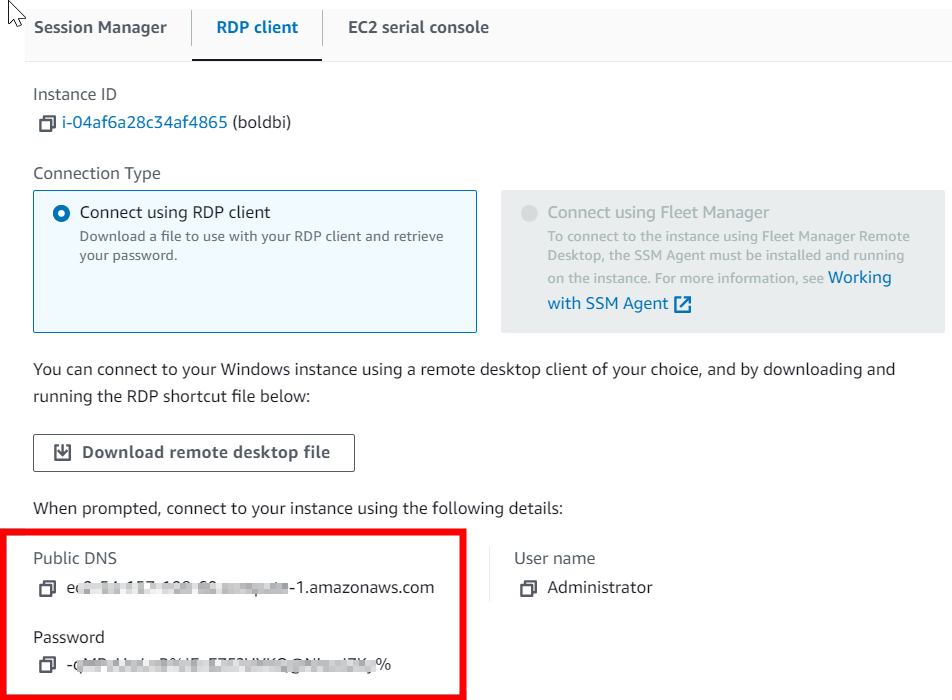 Session Manager
RDP client
EC2 serial console
Instance ID
i-04af6a28c34af4865 (boldbi)
Connection Type
Connect using RDP client
Download a file to use with your RDP client and retrieve
your password.
Connect using Fleet Manager
To connect to the instance using Fleet Manager Remote
Desktop, the SSM Agent must be installed and running
on the instance. For more information, see Working
with SSM Agent
You can connect to your Windows instance using a remote desktop client of your choice, and by downloading and
running the RDP shortcut file below:
Download remote desktop file
When prompted, connect to your instance using the following details:
Public DNS
-1.amazonaws.com
User name
Administrator
Password